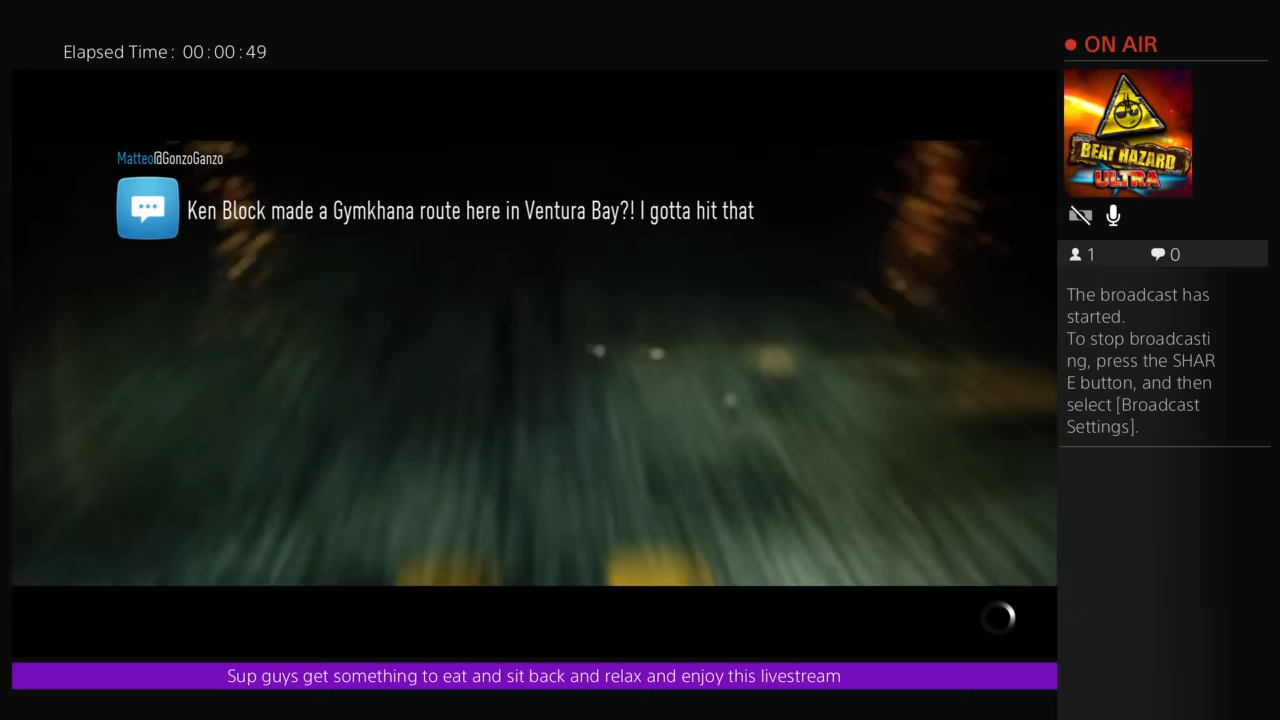 Elapsed Time: 00:00:49
ON AIR
BEAT HAZARD
ULTRA
Matteo@GonzoGanzo
Ken Block made a Gymkhana route here in Ventura Bay?! I gotta hit that
1
0
The broadcast has
started.
To stop broadcasti
ng, press the SHAR
E button, and then
select [Broadcast
Settings].
Sup guys get something to eat and sit back and relax and enjoy this livestream